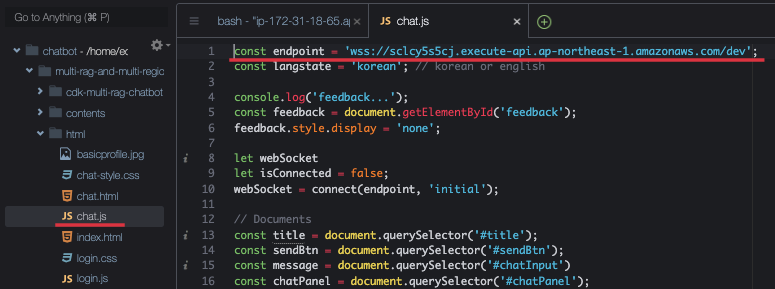 Go to Anything (⌘ P)
bash - "ip-172-31-18-65.ap
chat.js
chatbot - /home/ec
multi-rag-and-multi-regic
cdk-multi-rag-chatbot
contents
html
basicprofile.jpg
chat-style.css
chat.html
chat.js
index.html
login.css
login.js
1 const endpoint = 'wss://sclcy5s5cj.execute-api.ap-northeast-1.amazonaws.com/dev';
2 const langstate = 'korean'; // korean or english
3
4 console.log('feedback...');
5 const feedback = document.getElementById('feedback');
6 feedback.style.display = 'none';
7
8 let webSocket
9 let isConnected = false;
10 webSocket = connect(endpoint, 'initial');
11
12 // Documents
13 const title = document.querySelector('#title');
14 const sendBtn = document.querySelector('#sendBtn');
15 const message = document.querySelector('#chatInput')
16 const chatPanel = document.querySelector('#chatPanel');